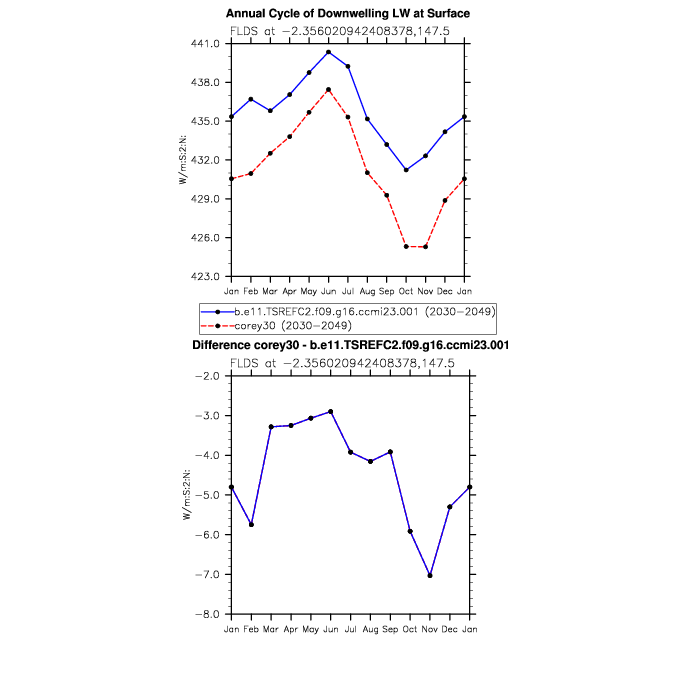 Annual Cycle of Downwelling LW at Surface
FLDS at −2.356020942408378,147.5
441.0
438.0
435.0
432.0
429.0
426.0
423.0
W/m:S:2:N:
Jan Feb Mar Apr May Jun Jul Aug Sep Oct Nov Dec Jan
b.e11.TSREFC2.f09.g16.ccmi23.001 (2030−2049)
corey30 (2030−2049)
Difference corey30 - b.e11.TSREFC2.f09.g16.ccmi23.001
FLDS at −2.356020942408378,147.5
−2.0
−3.0
−4.0
−5.0
−6.0
−7.0
−8.0
W/m:S:2:N:
Jan Feb Mar Apr May Jun Jul Aug Sep Oct Nov Dec Jan